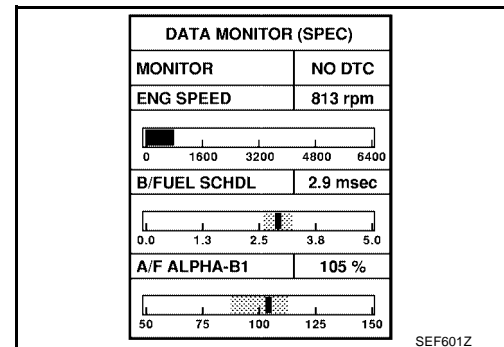 DATA MONITOR (SPEC)
MONITOR NO DTC
ENG SPEED 813 rpm
0 1600 3200 4800 6400
B/FUEL SCHDL 2.9 msec
0.0 1.3 2.5 3.8 5.0
A/F ALPHA-B1 105 %
50 75 100 125 150
SEF601Z